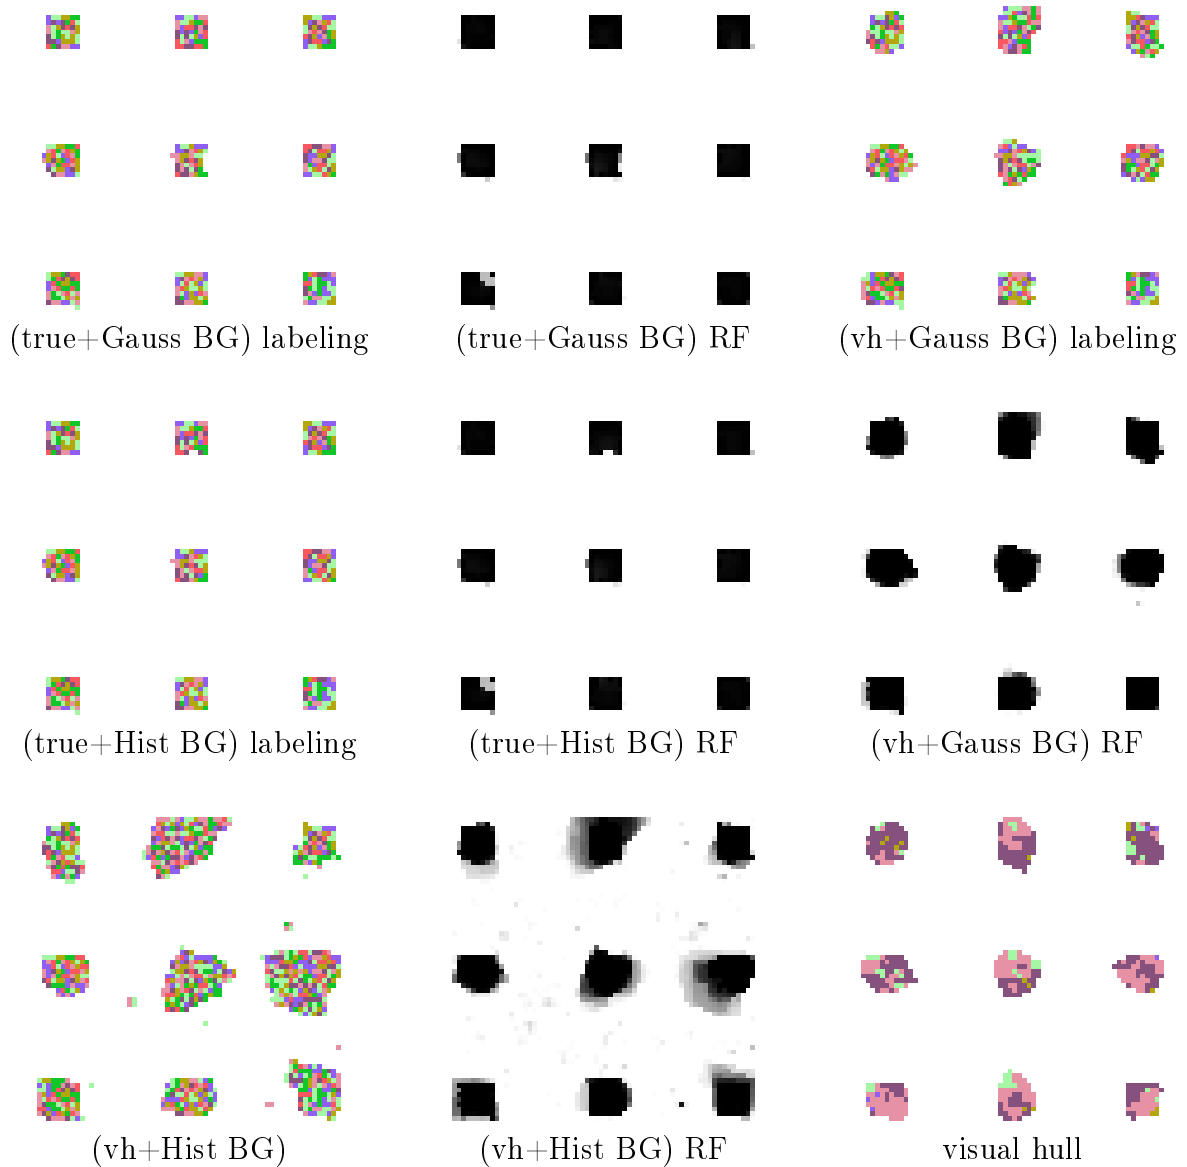 (true+Gauss BG) labeling
(true+Gauss BG) RF
(vh+Gauss BG) labeling
(true+Hist BG) labeling
(true+Hist BG) RF
(vh+Gauss BG) RF
(vh+Hist BG)
(vh+Hist BG) RF
visual hull